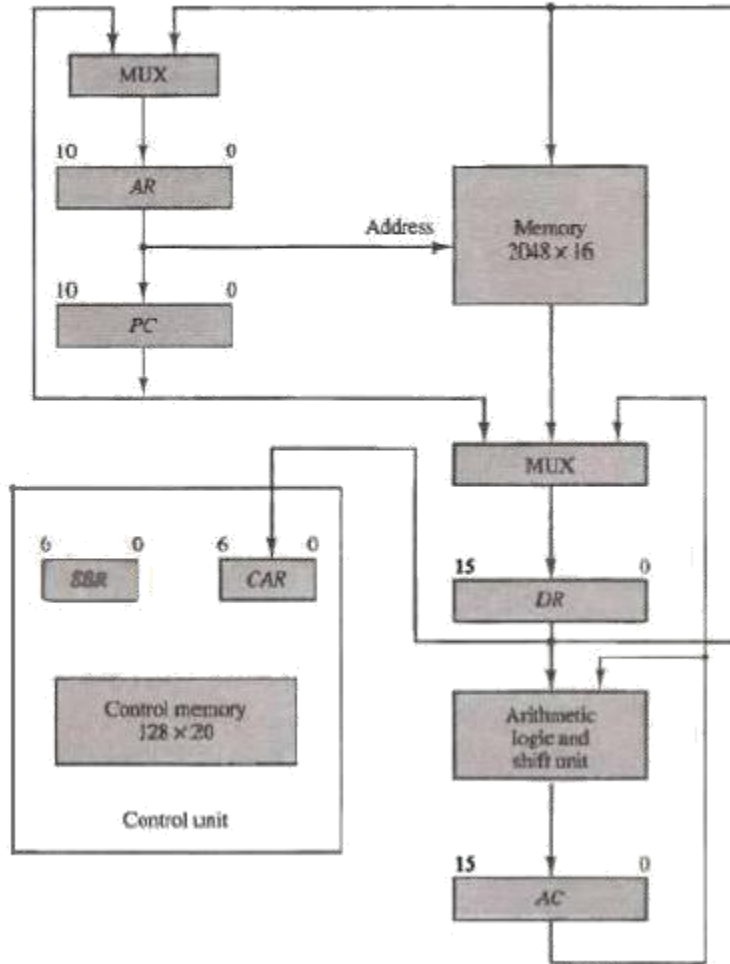 MUX
10 0
AR
Address
Memory
2048 × 16
10 0
PC
MUX
6 0
SBR
6 0
CAR
15 0
DR
Control memory
128 × 20
Control unit
Arithmetic
logic and
shift unit
15 0
AC